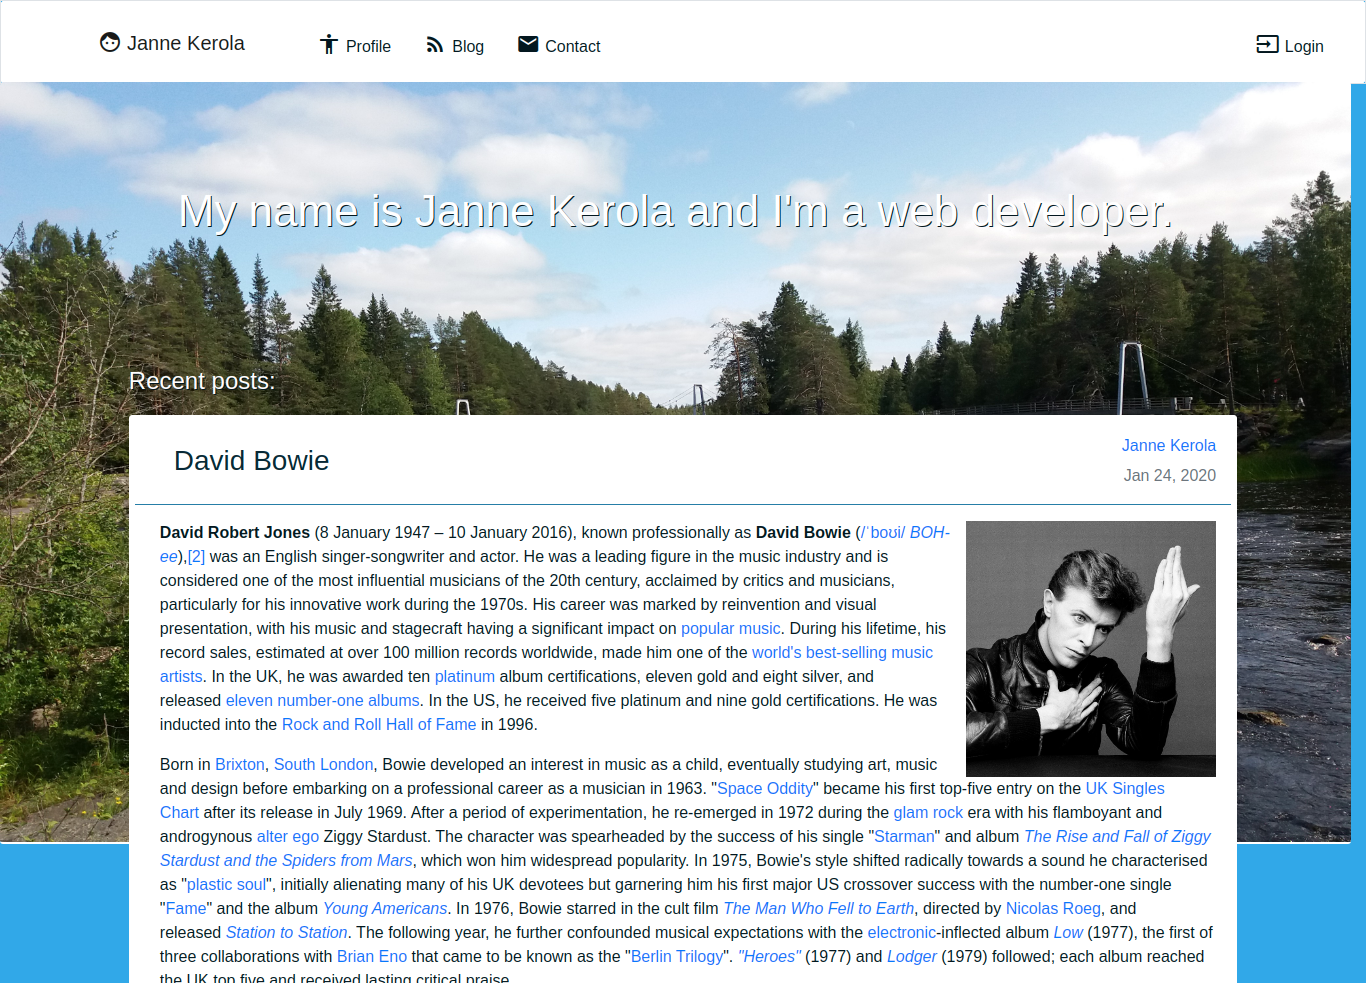 Janne Kerola Profile Blog Contact Login
My name is Janne Kerola and I'm a web developer.
Recent posts:
David Bowie
Janne Kerola
Jan 24, 2020
David Robert Jones (8 January 1947 – 10 January 2016), known professionally as David Bowie (/ˈboʊi/ BOH-
ee),[2] was an English singer-songwriter and actor. He was a leading figure in the music industry and is
considered one of the most influential musicians of the 20th century, acclaimed by critics and musicians,
particularly for his innovative work during the 1970s. His career was marked by reinvention and visual
presentation, with his music and stagecraft having a significant impact on popular music. During his lifetime, his
record sales, estimated at over 100 million records worldwide, made him one of the world's best-selling music
artists. In the UK, he was awarded ten platinum album certifications, eleven gold and eight silver, and
released eleven number-one albums. In the US, he received five platinum and nine gold certifications. He was
inducted into the Rock and Roll Hall of Fame in 1996.
Born in Brixton, South London, Bowie developed an interest in music as a child, eventually studying art, music
and design before embarking on a professional career as a musician in 1963. "Space Oddity" became his first top-five entry on the UK Singles
Chart after its release in July 1969. After a period of experimentation, he re-emerged in 1972 during the glam rock era with his flamboyant and
androgynous alter ego Ziggy Stardust. The character was spearheaded by the success of his single "Starman" and album The Rise and Fall of Ziggy
Stardust and the Spiders from Mars, which won him widespread popularity. In 1975, Bowie's style shifted radically towards a sound he characterised
as "plastic soul", initially alienating many of his UK devotees but garnering him his first major US crossover success with the number-one single
"Fame" and the album Young Americans. In 1976, Bowie starred in the cult film The Man Who Fell to Earth, directed by Nicolas Roeg, and
released Station to Station. The following year, he further confounded musical expectations with the electronic-inflected album Low (1977), the first of
three collaborations with Brian Eno that came to be known as the "Berlin Trilogy". "Heroes" (1977) and Lodger (1979) followed; each album reached
the UK top five and received lasting critical praise.